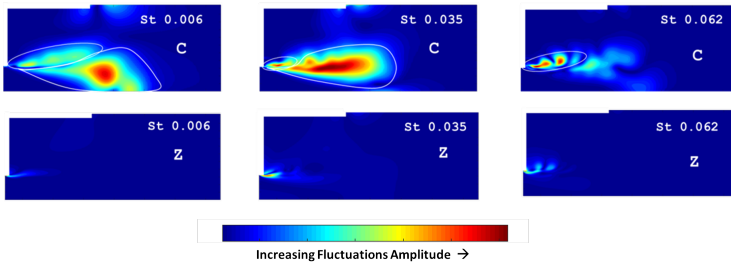 St 0.006
C
St 0.035
C
St 0.062
C
St 0.006
Z
St 0.035
Z
St 0.062
Z
Increasing Fluctuations Amplitude →